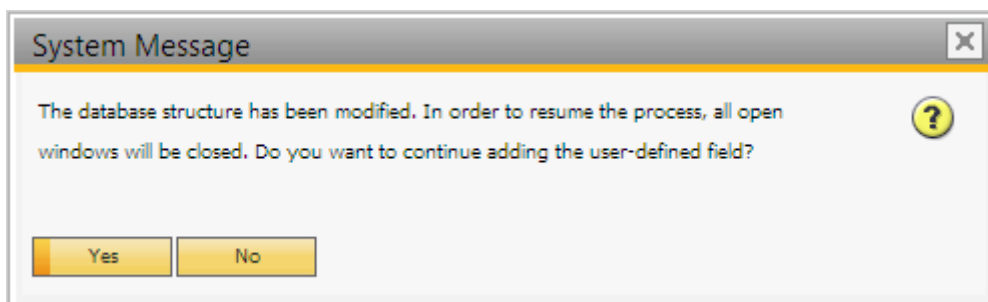 System Message
The database structure has been modified. In order to resume the process, all open
windows will be closed. Do you want to continue adding the user-defined field?
?
Yes No